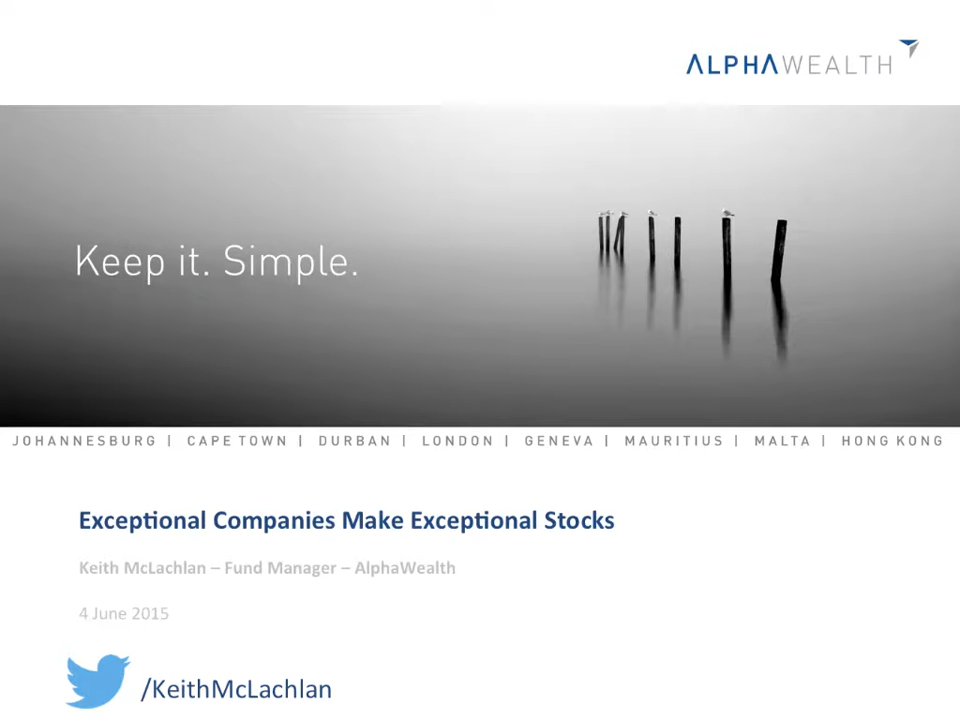 ALPHAWEALTH
Keep it. Simple.
JOHANNESBURG | CAPE TOWN | DURBAN | LONDON | GENEVA | MAURITIUS | MALTA | HONG KONG
Exceptional Companies Make Exceptional Stocks
Keith McLachlan – Fund Manager – AlphaWealth
4 June 2015
/KeithMcLachlan